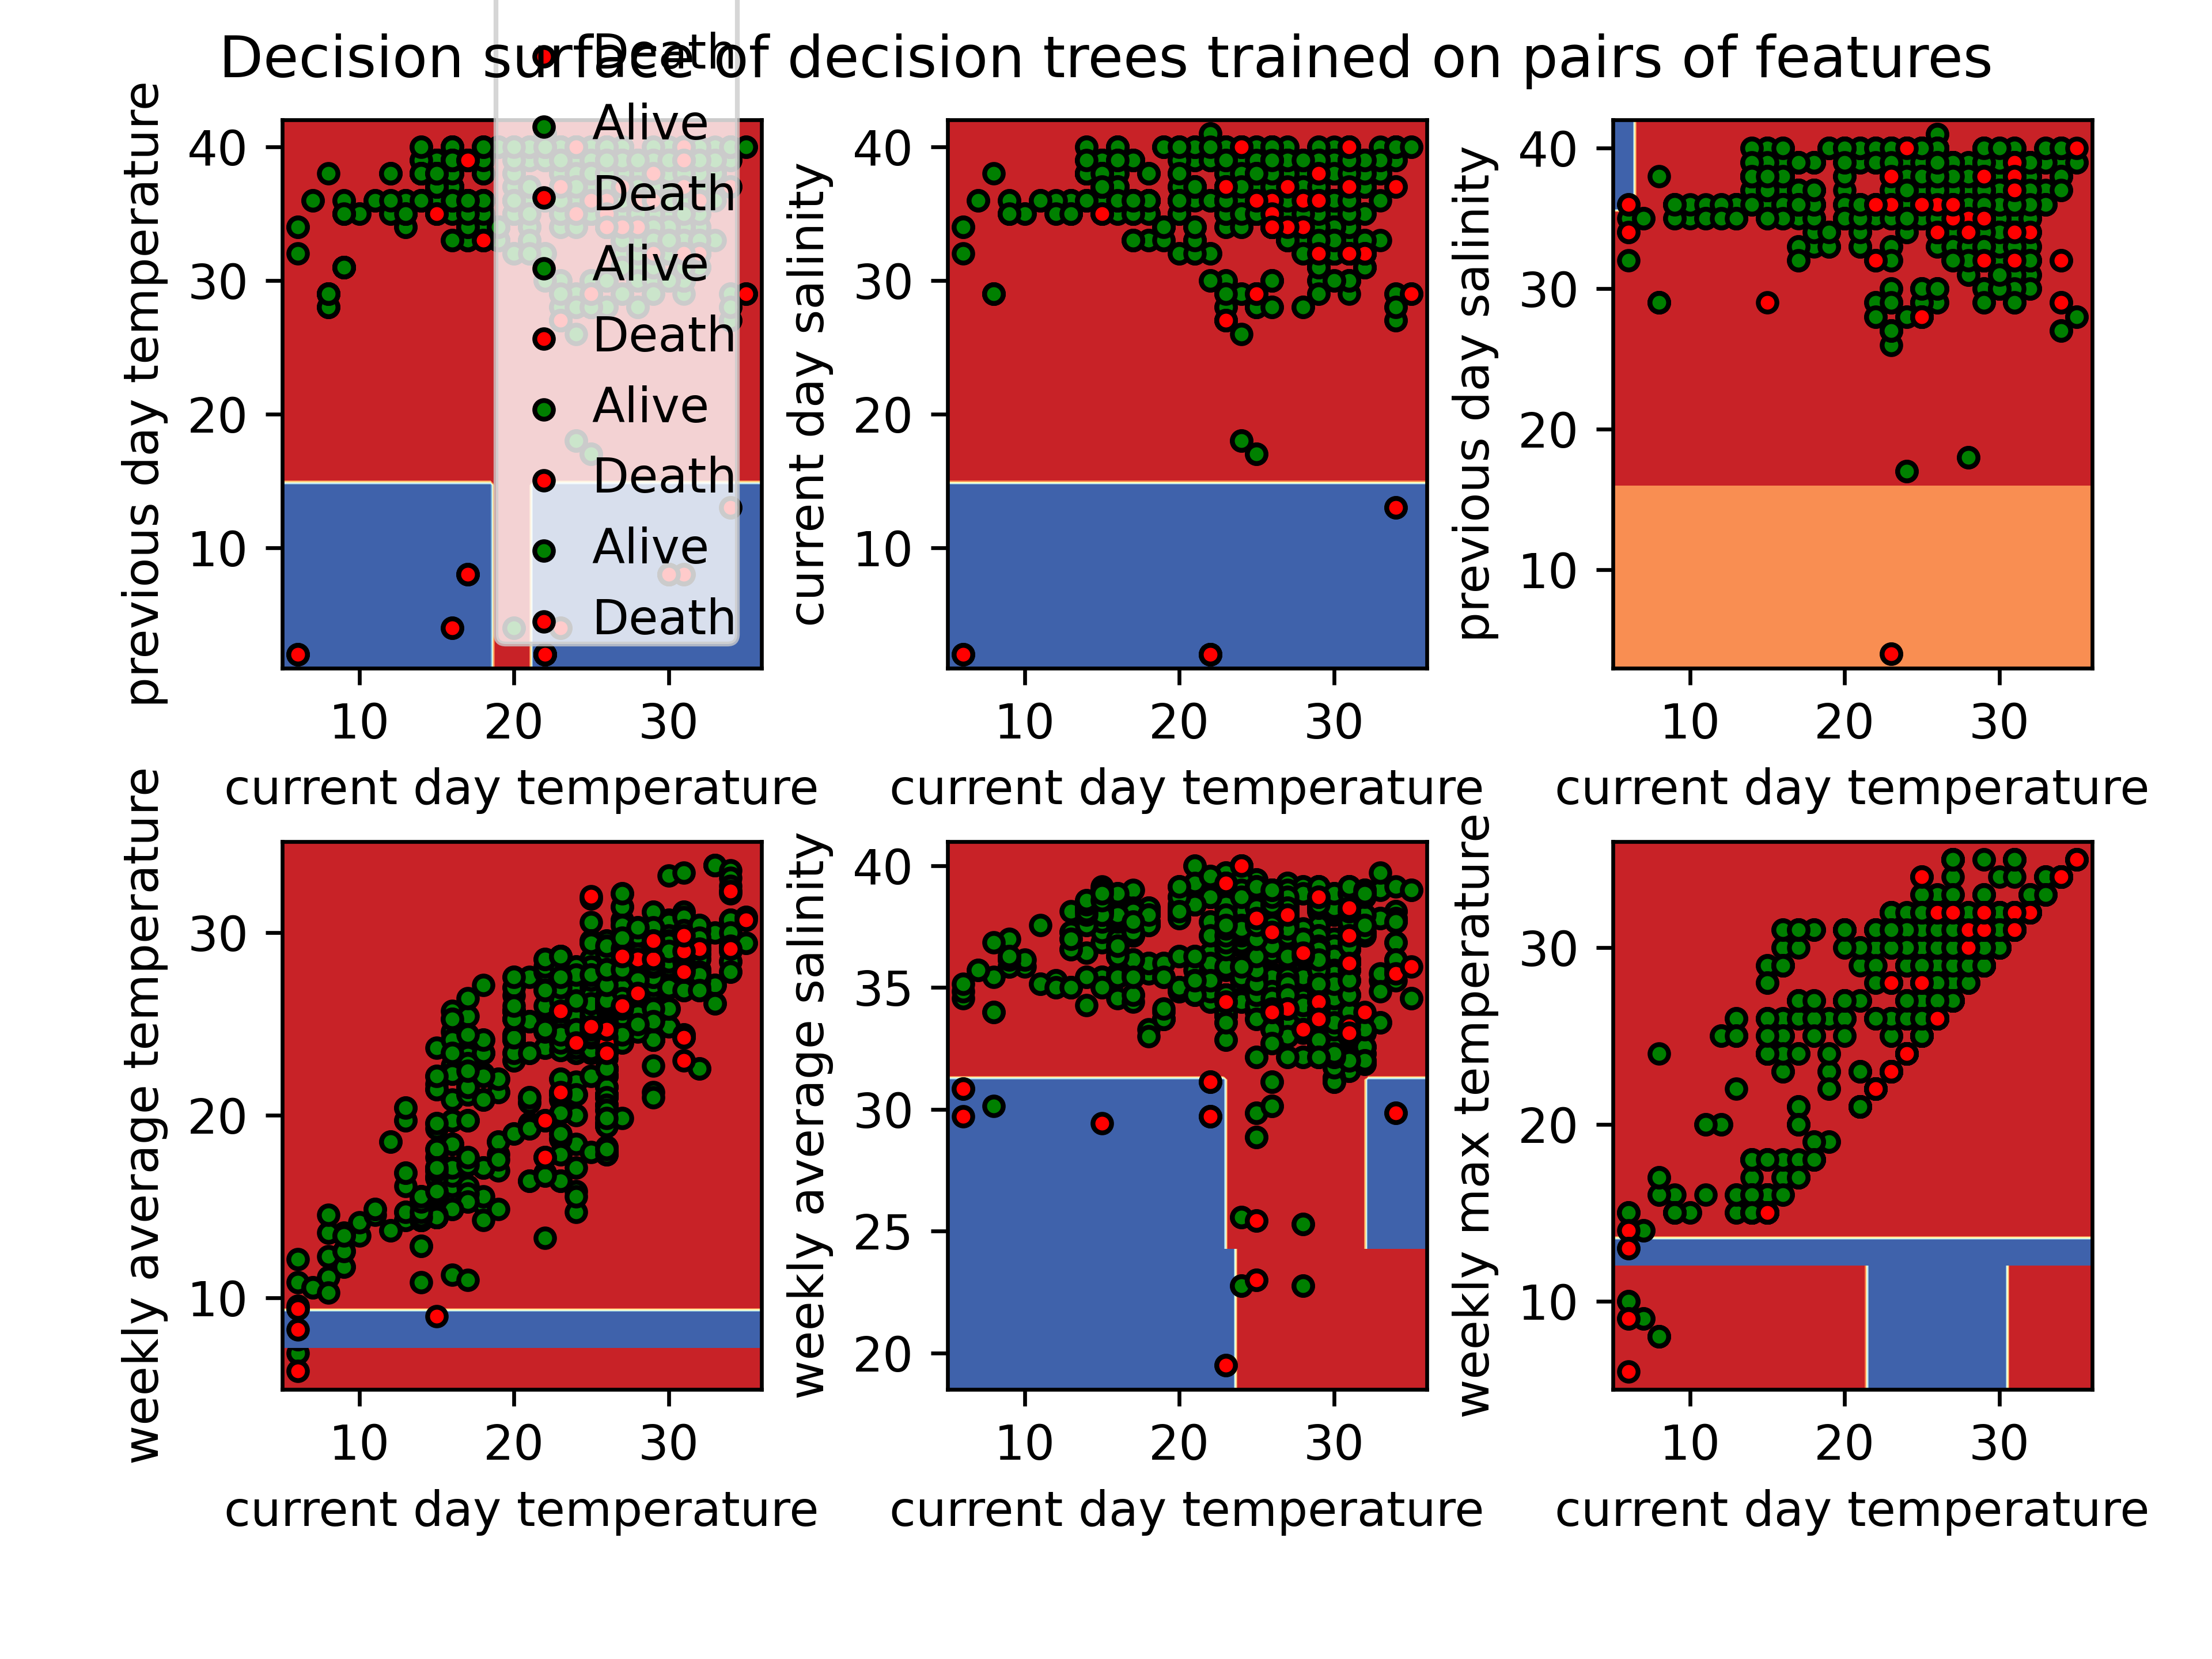 Decision surface of decision trees trained on pairs of features
Death
Alive
Death
Alive
Death
Alive
Death
Alive
Death
previous day temperature
40
30
20
10
10 20 30
current day temperature
current day salinity
40
30
20
10
10 20 30
current day temperature
previous day salinity
40
30
20
10
10 20 30
current day temperature
weekly average temperature
30
20
10
10 20 30
current day temperature
weekly average salinity
40
35
30
25
20
10 20 30
current day temperature
weekly max temperature
30
20
10
10 20 30
current day temperature